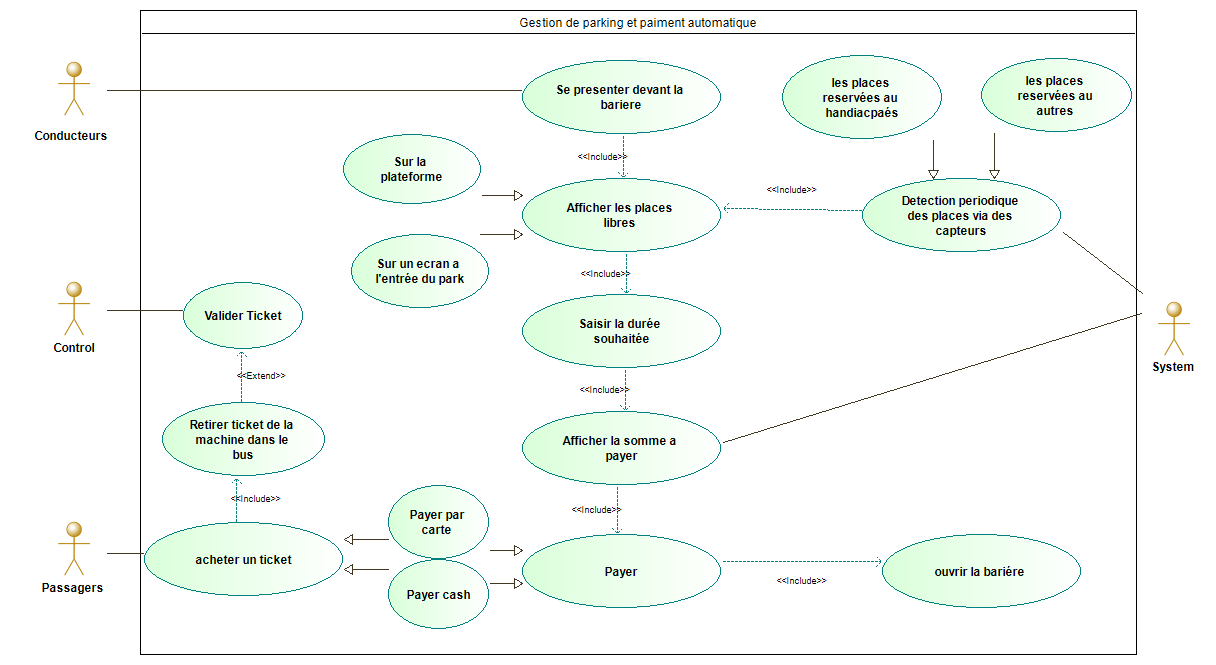 Gestion de parking et paiment automatique
Conducteurs
Se presenter devant la
bariere
les places
reservées au
handiacpaés
les places
reservées au
autres
<<Include>>
Sur la
plateforme
Afficher les places
libres
<<Include>>
Detection periodique
des places via des
capteurs
Sur un ecran a
l'entrée du park
<<Include>>
Control
Valider Ticket
Saisir la durée
souhaitée
System
<<Extend>>
<<Include>>
Retirer ticket de la
machine dans le
bus
Afficher la somme a
payer
<<Include>>
<<Include>>
Passagers
acheter un ticket
Payer par
carte
Payer cash
Payer
<<Include>>
ouvrir la bariére